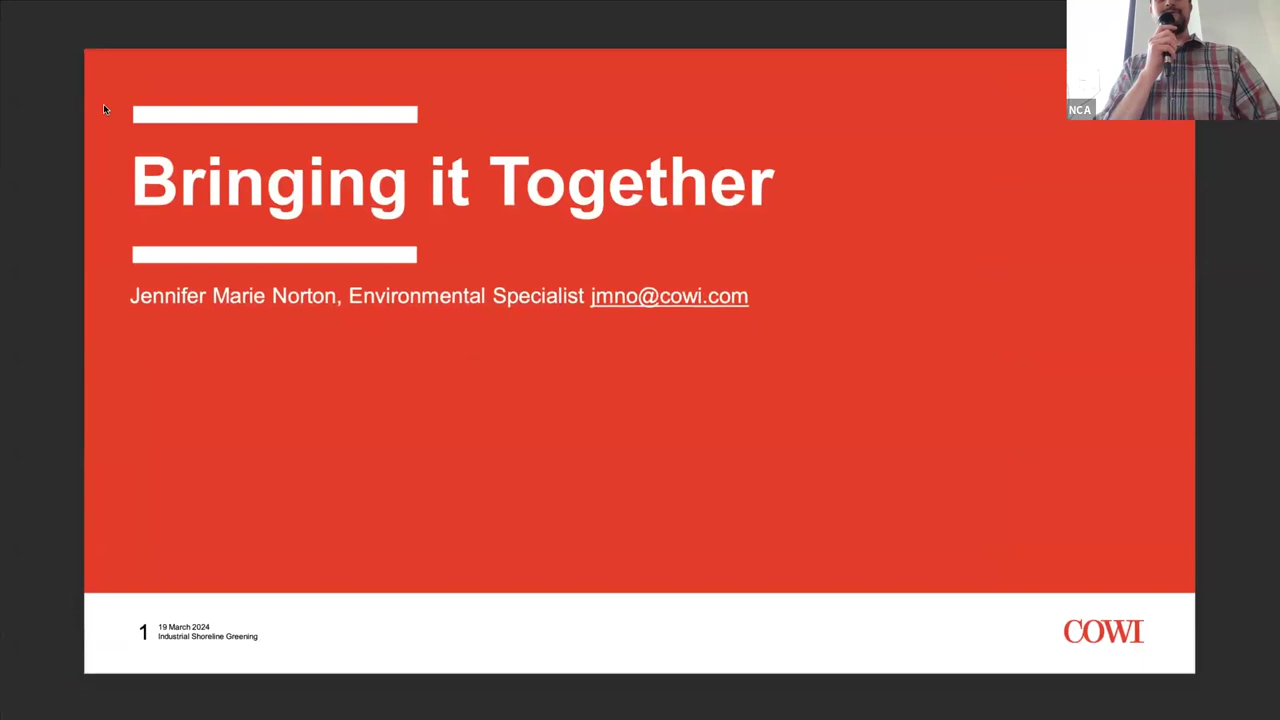 NCA
Bringing it Together
Jennifer Marie Norton, Environmental Specialist jmno@cowi.com
1
19 March 2024
Industrial Shoreline Greening
COWI